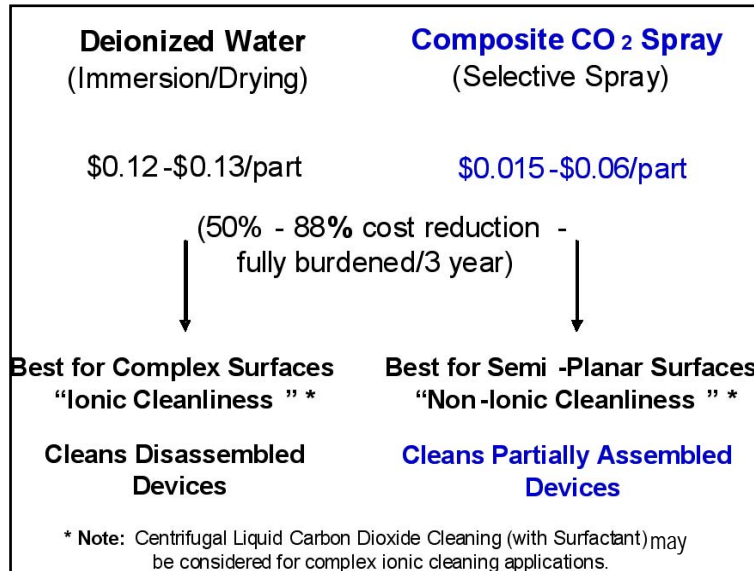 Deionized Water
(Immersion/Drying)
Composite CO 2 Spray
(Selective Spray)
$0.12 -$0.13/part
$0.015 -$0.06/part
(50% - 88% cost reduction -
fully burdened/3 year)
Best for Complex Surfaces
“Ionic Cleanliness ” *
Best for Semi -Planar Surfaces
“Non -Ionic Cleanliness ” *
Cleans Disassembled
Devices
Cleans Partially Assembled
Devices
* Note: Centrifugal Liquid Carbon Dioxide Cleaning (with Surfactant) may
be considered for complex ionic cleaning applications.